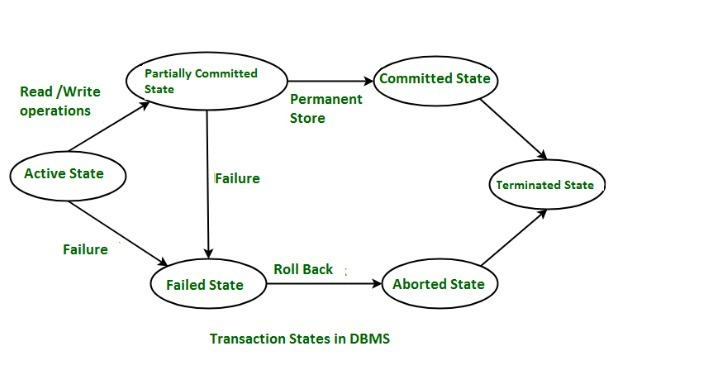 Partially Committed
State
Committed State
Read /Write
operations
Permanent
Store
Active State
Failure
Terminated State
Failure
Roll Back :
Failed State
Aborted State
Transaction States in DBMS